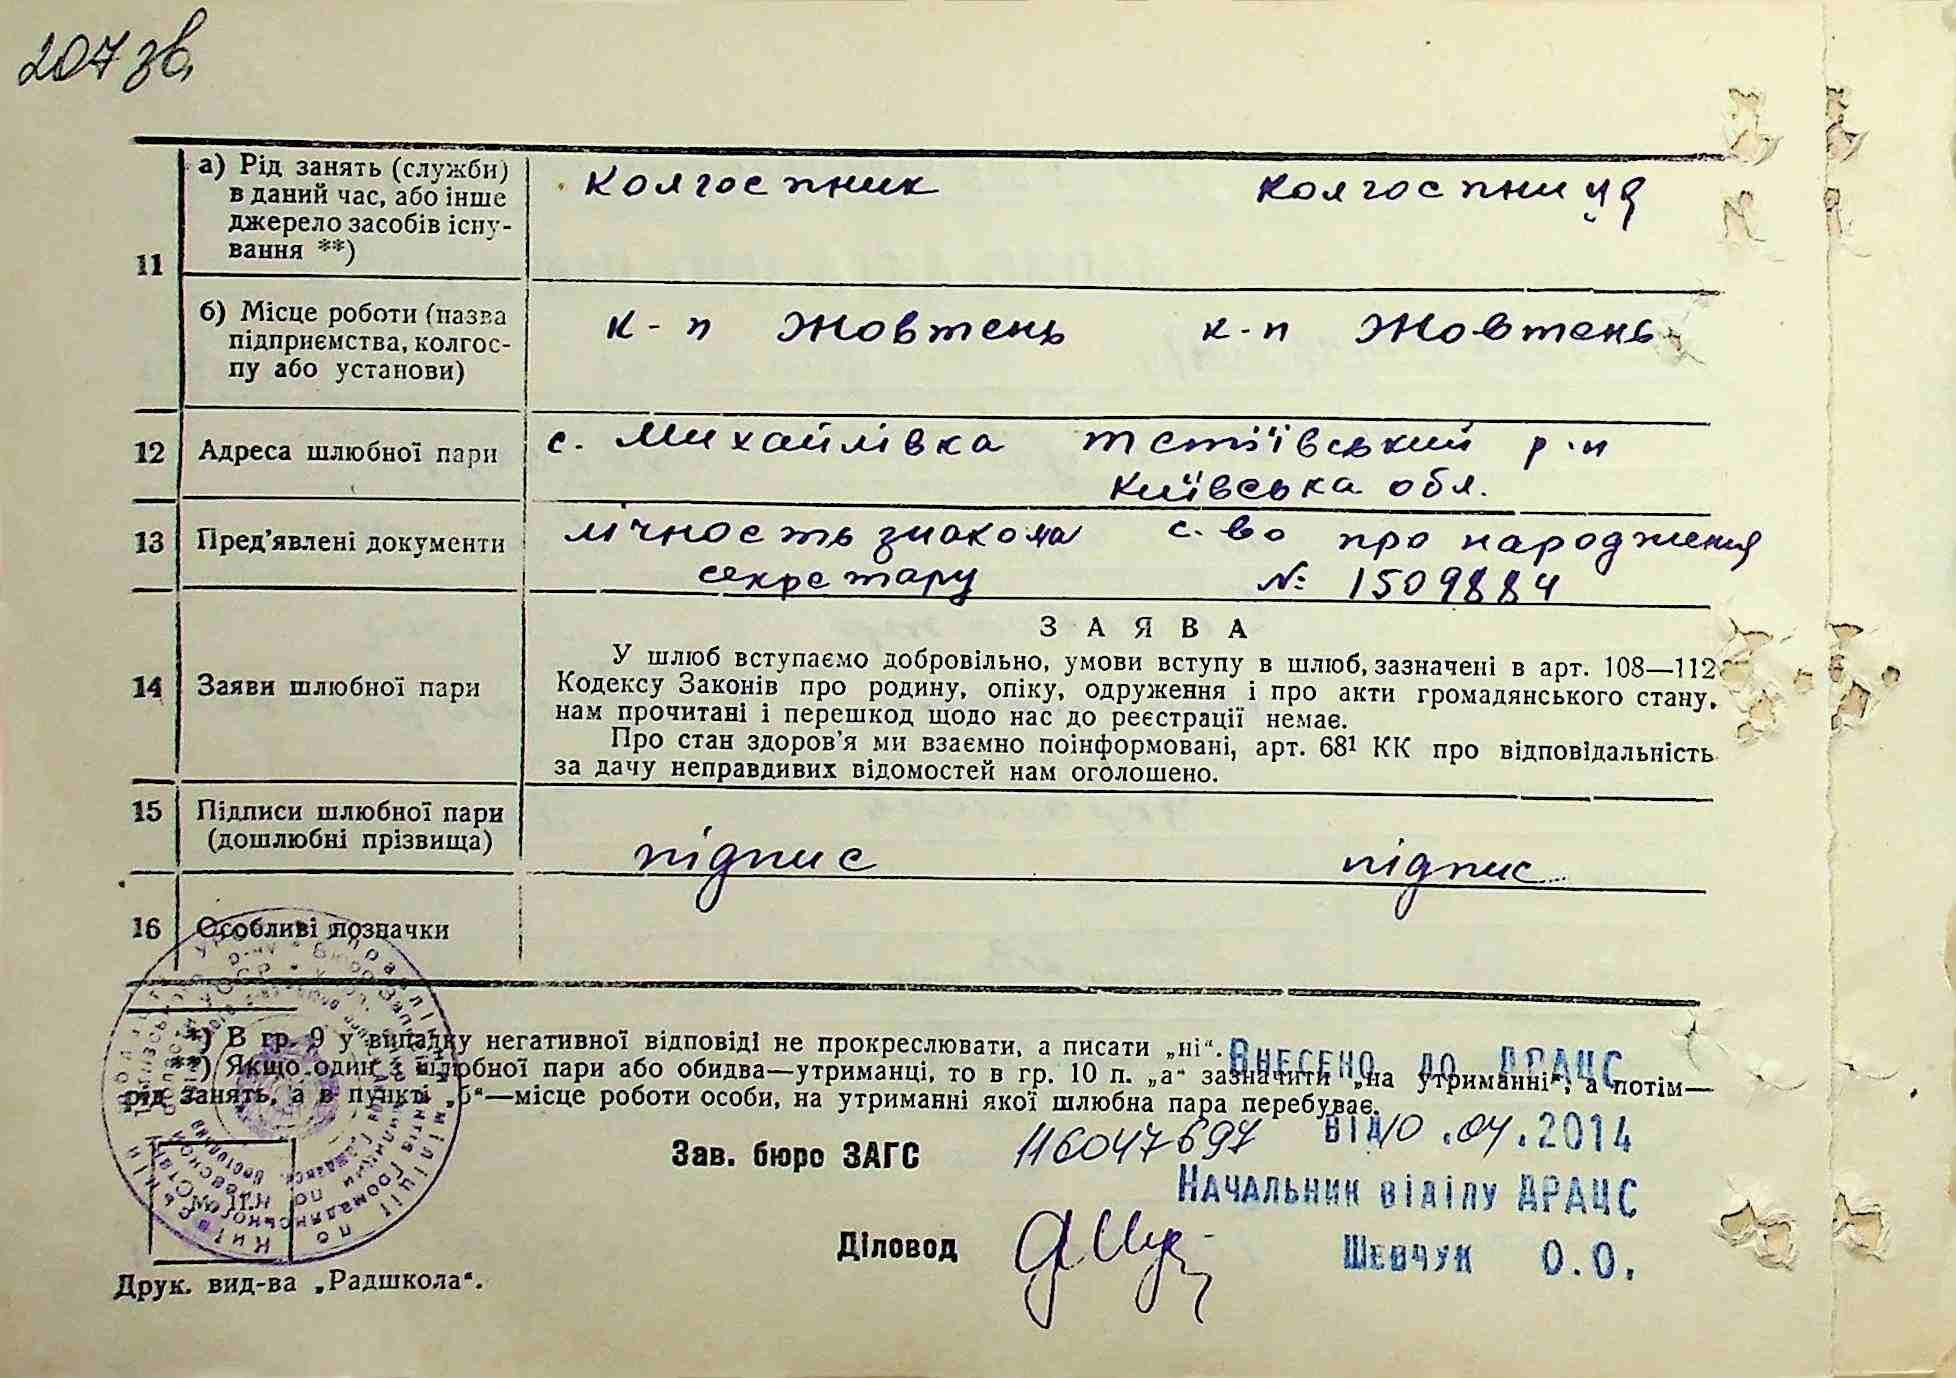 207 зв.
11
а) Рід занять (служби)
в даний час, або інше
джерело засобів існу-
вання **)
колгоспник колгоспниця
б) Місце роботи (назва
підприємства, колгос-
пу або установи)
к-п Жовтень к-п Жовтень
12 Адреса шлюбної пари
с. Михайлівка Тетіївський р-н
Київська обл.
13 Пред'явлені документи
лічность знакома с-во про народження
секретару № 1509884
14 Заяви шлюбної пари
ЗАЯВА
У шлюб вступаємо добровільно, умови вступу в шлюб, зазначені в арт. 108—112
Кодексу Законів про родину, опіку, одруження і про акти громадянського стану,
нам прочитані і перешкод щодо нас до реєстрації немає.
Про стан здоров'я ми взаємно поінформовані, арт. 68¹ КК про відповідальність
за дачу неправдивих відомостей нам оголошено.
15 Підписи шлюбної пари
(дошлюбні прізвища)
підпис підпис
16 Особливі позначки
*) В гр. 9 у випадку негативної відповіді не прокреслювати, а писати „ні“.
**) Якщо один з шлюбної пари або обидва—утриманці, то в гр. 10 п. „а“ зазначити „на утриманні“, а потім—
рід занять, а в пункті „б“—місце роботи особи, на утриманні якої шлюбна пара перебуває.
Внесено до ДРАЦС
Зав. бюро ЗАГС 116047697 від 10.04.2014
Начальник відділу ДРАЦС
Діловод Шевчук О.О.
Друк. вид-ва „Радшкола“.